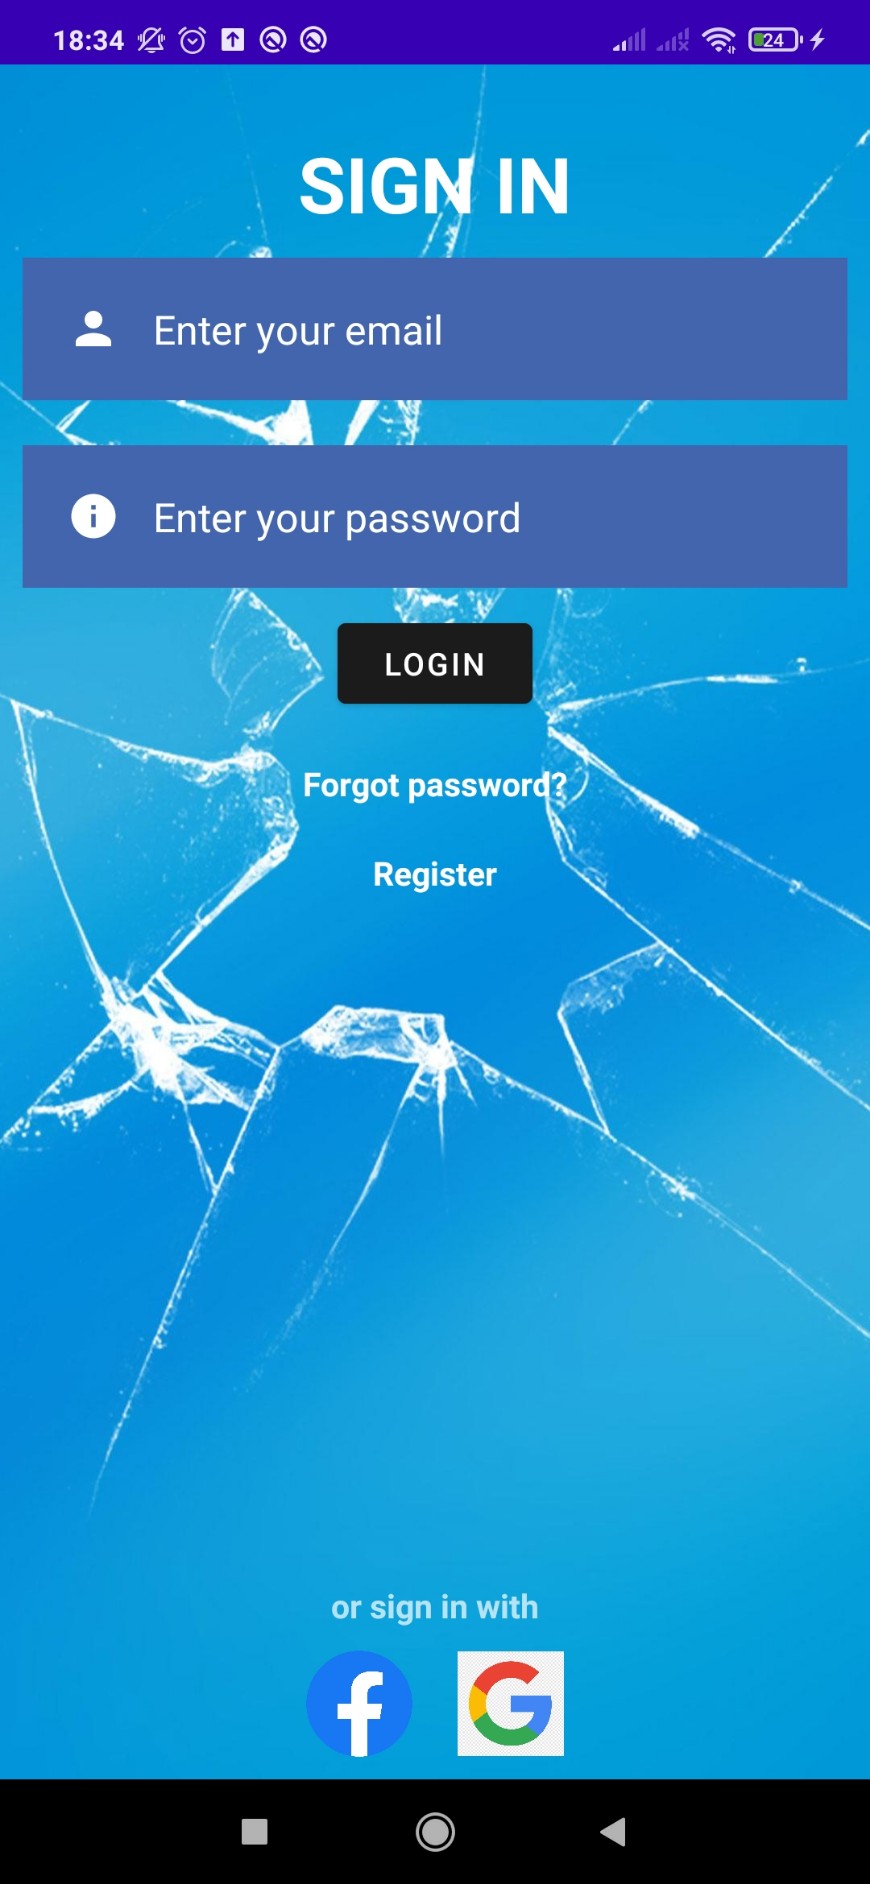 18:34
24
SIGN IN
Enter your email
Enter your password
LOGIN
Forgot password?
Register
or sign in with